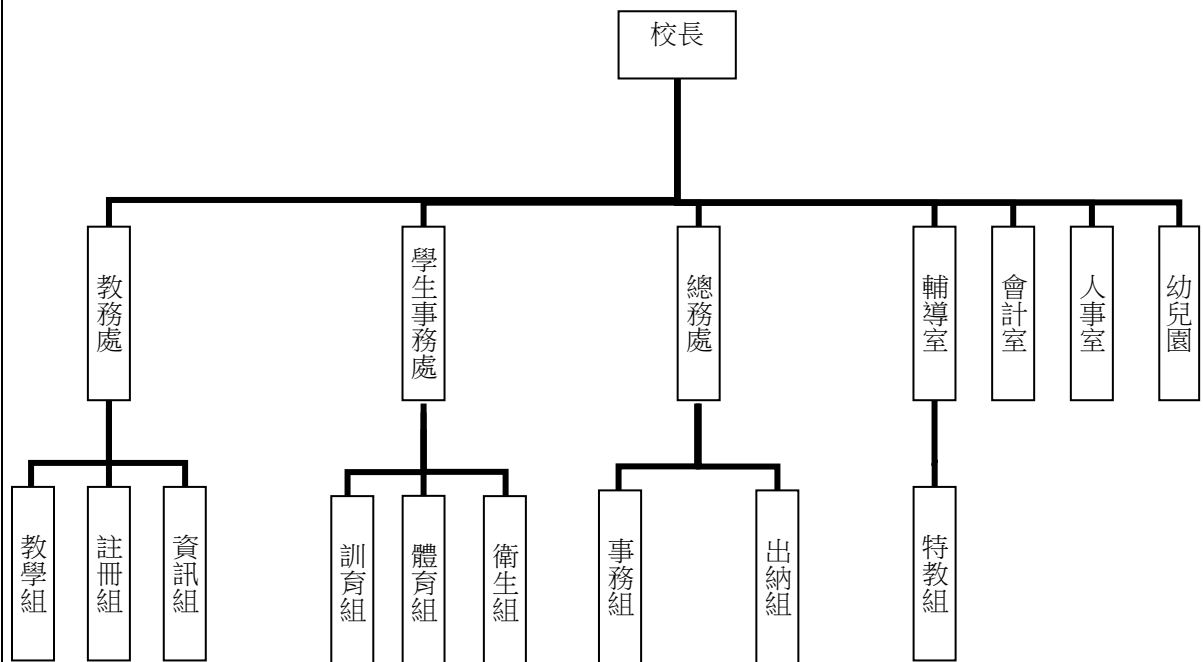 校長
教務處
學生事務處
總務處
輔導室
會計室
人事室
幼兒園
教學組
註冊組
資訊組
訓育組
體育組
衛生組
事務組
出納組
特教組